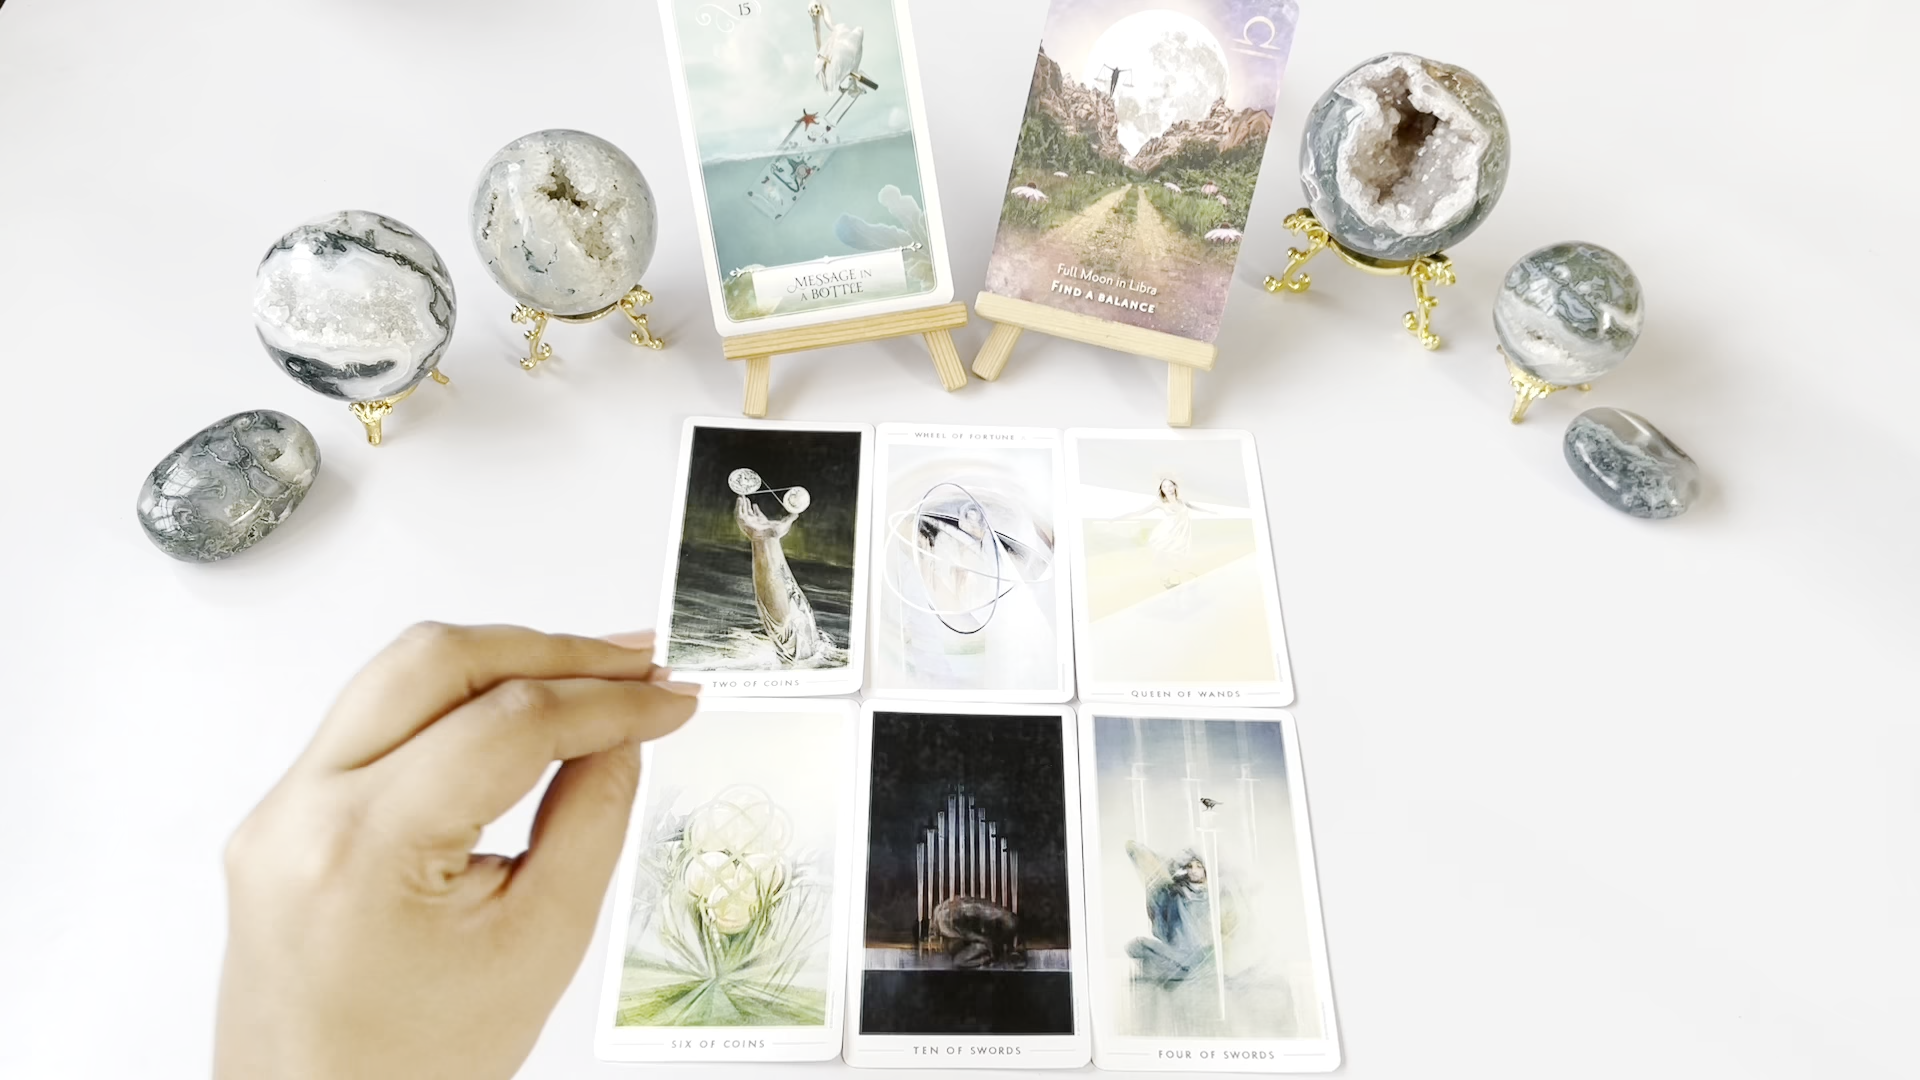 15
MESSAGE IN
A BOTTLE
Full Moon in Libra
FIND A BALANCE
TWO OF COINS
WHEEL OF FORTUNE
QUEEN OF WANDS
SIX OF COINS
TEN OF SWORDS
FOUR OF SWORDS